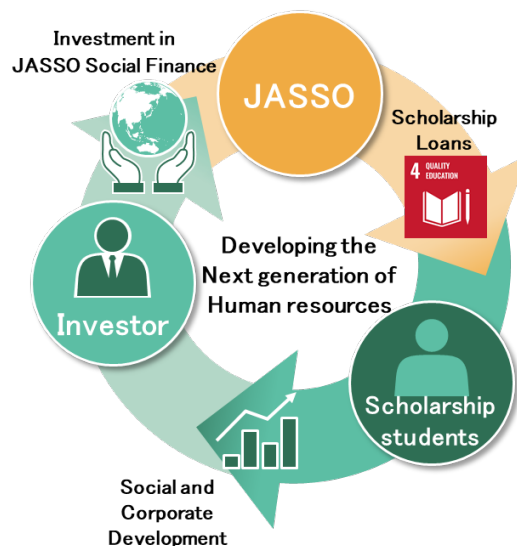 Investment in
JASSO Social Finance
JASSO
Scholarship
Loans
4 QUALITY
EDUCATION
Developing the
Next generation of
Human resources
Investor
Scholarship
students
Social and
Corporate
Development